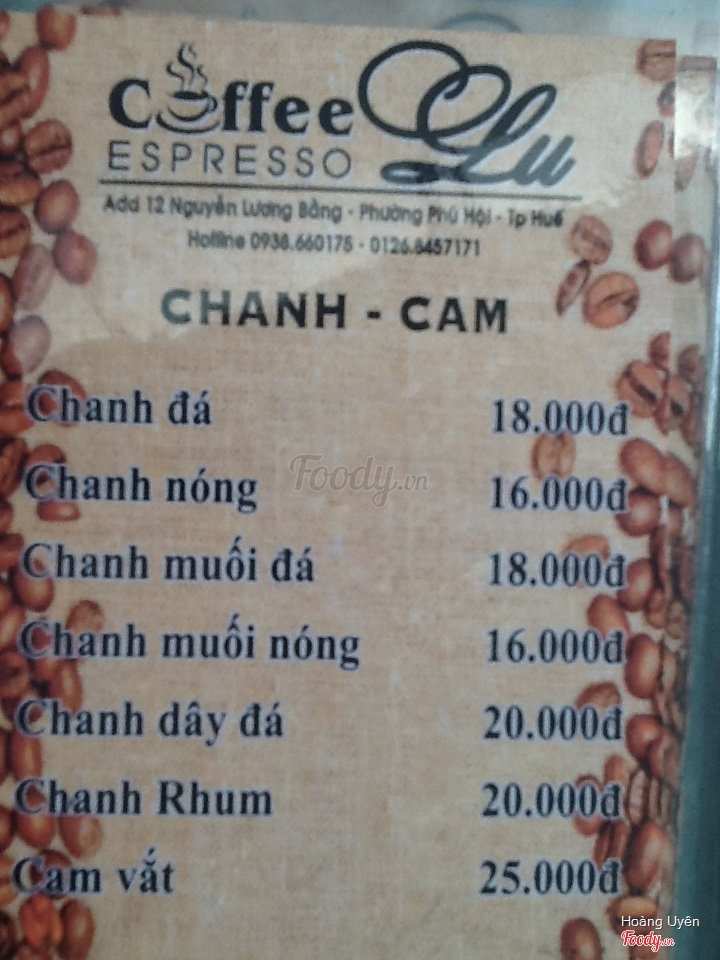 Coffee Lu
ESPRESSO
Add 12 Nguyễn Lương Bằng - Phường Phú Hội - Tp Huế
Hotline 0938.660175 - 0126.8457171
CHANH - CAM
Chanh đá 18.000đ
Chanh nóng 16.000đ
Foody.vn
Chanh muối đá 18.000đ
Chanh muối nóng 16.000đ
Chanh dây đá 20.000đ
Chanh Rhum 20.000đ
Cam vắt 25.000đ
Hoàng Uyên
Foody.vn